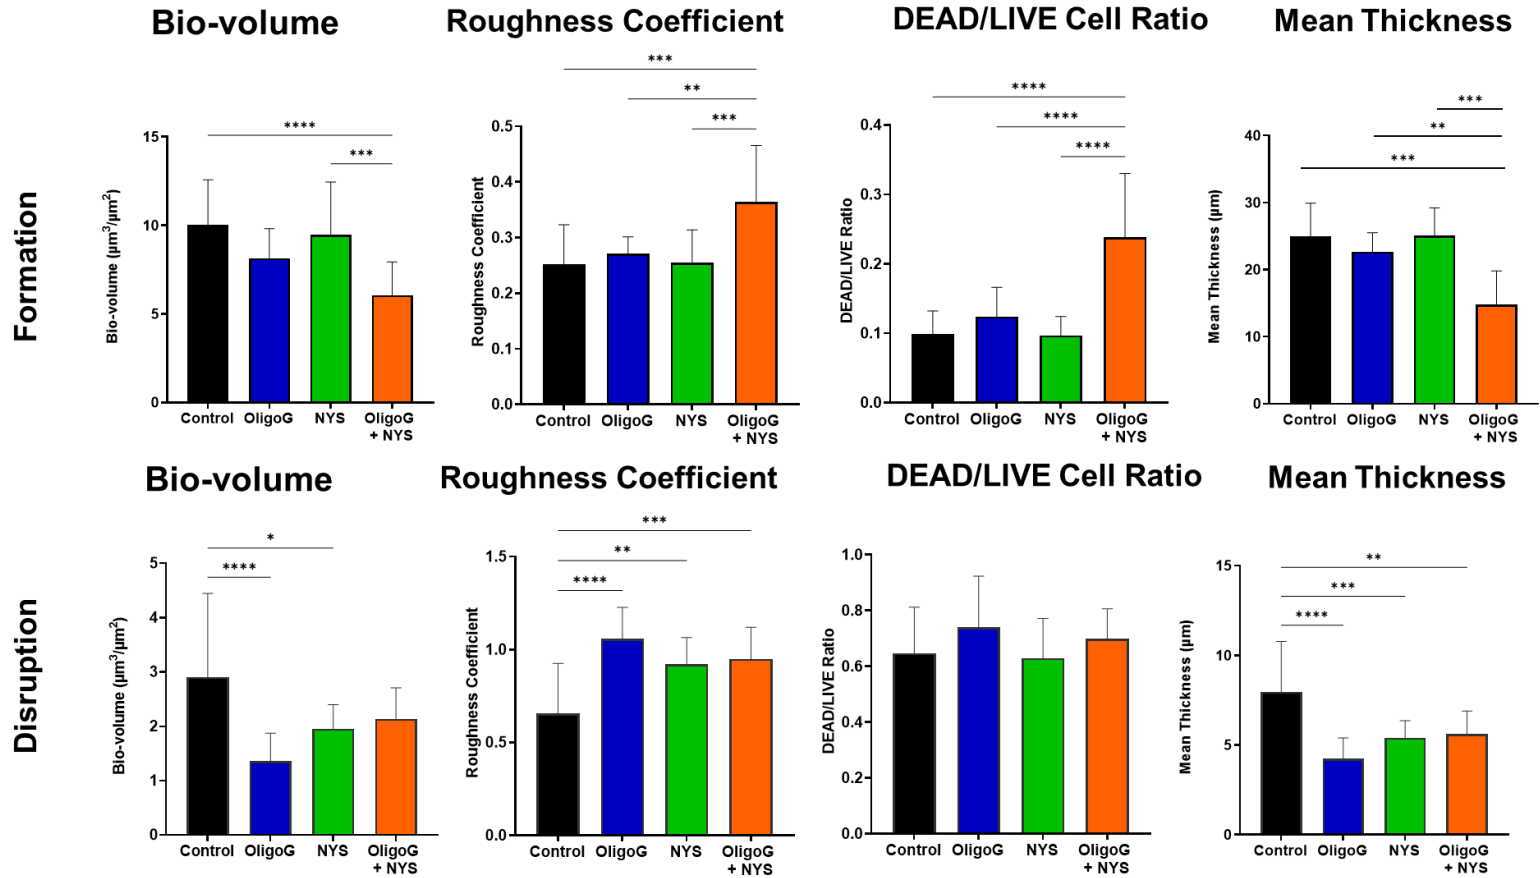 Bio-volume
Roughness Coefficient
DEAD/LIVE Cell Ratio
Mean Thickness
Formation
Bio-volume (µm³/µm²)
15
10
5
0
****
***
Control
OligoG
NYS
OligoG
+ NYS
Roughness Coefficient
0.5
0.4
0.3
0.2
0.1
0.0
***
**
***
Control
OligoG
NYS
OligoG
+ NYS
DEAD/LIVE Ratio
0.4
0.3
0.2
0.1
0.0
****
****
****
Control
OligoG
NYS
OligoG
+ NYS
Mean Thickness (µm)
40
30
20
10
0
***
**
***
Control
OligoG
NYS
OligoG
+ NYS
Bio-volume
Roughness Coefficient
DEAD/LIVE Cell Ratio
Mean Thickness
Disruption
Bio-volume (µm³/µm²)
5
4
3
2
1
0
*
****
Control
OligoG
NYS
OligoG
+ NYS
Roughness Coefficient
1.5
1.0
0.5
0.0
***
**
****
Control
OligoG
NYS
OligoG
+ NYS
DEAD/LIVE Ratio
1.0
0.8
0.6
0.4
0.2
0.0
Control
OligoG
NYS
OligoG
+ NYS
Mean Thickness (µm)
15
10
5
0
**
***
****
Control
OligoG
NYS
OligoG
+ NYS